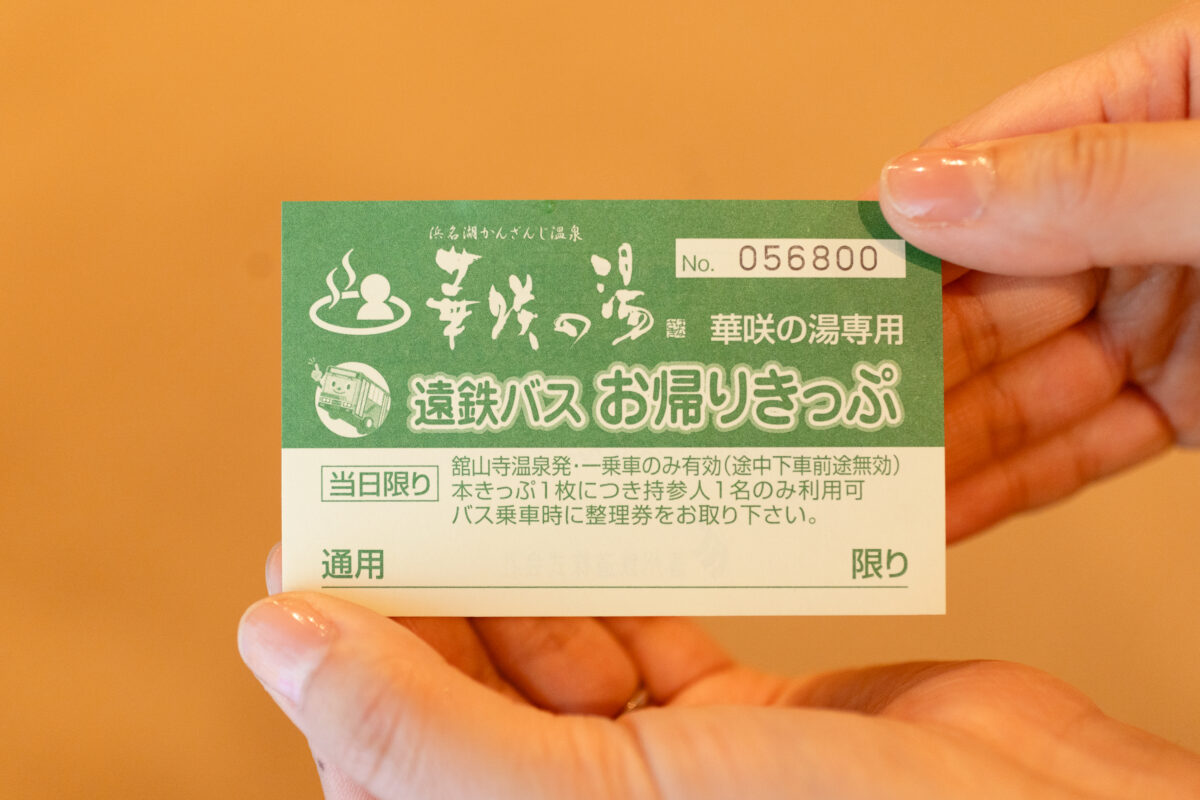 浜名湖かんざんじ温泉
華咲の湯
No. 056800
華咲の湯専用
遠鉄バス お帰りきっぷ
当日限り
舘山寺温泉発・一乗車のみ有効(途中下車前途無効)
本きっぷ1枚につき持参人1名のみ利用可
バス乗車時に整理券をお取り下さい。
通用 限り